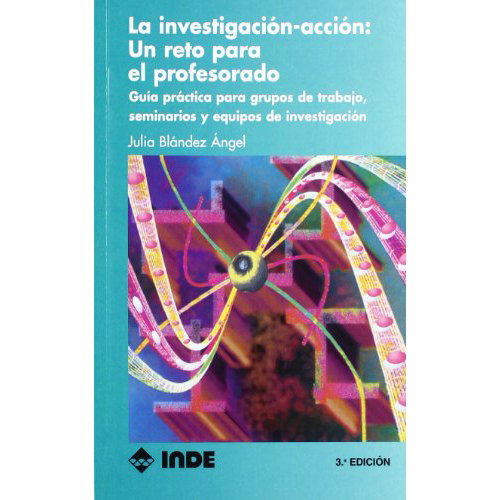 La investigación-acción:
Un reto para
el profesorado
Guía práctica para grupos de trabajo,
seminarios y equipos de investigación
Julia Blández Ángel
INDE
3.ª EDICIÓN